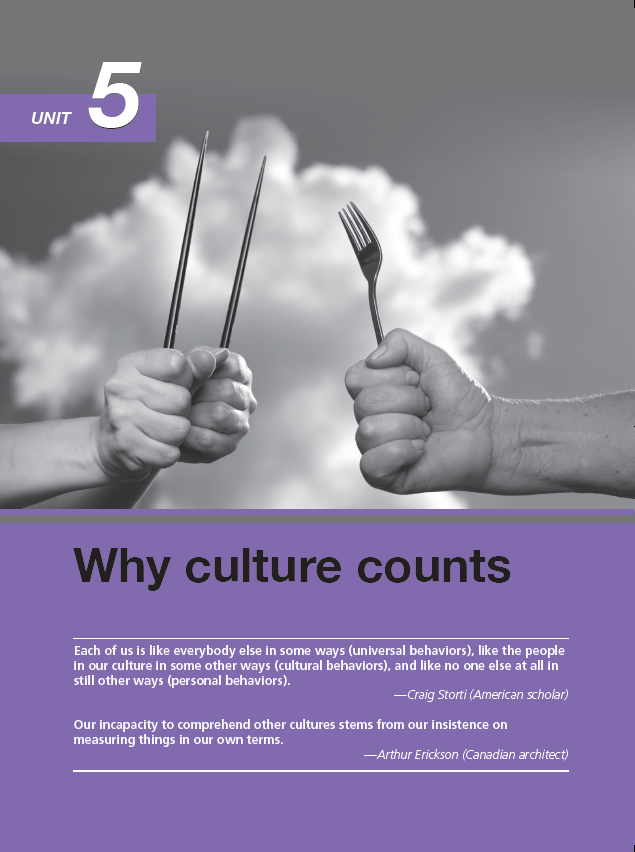 UNIT 5
Why culture counts
Each of us is like everybody else in some ways (universal behaviors), like the people
in our culture in some other ways (cultural behaviors), and like no one else at all in
still other ways (personal behaviors).
—Craig Storti (American scholar)
Our incapacity to comprehend other cultures stems from our insistence on
measuring things in our own terms.
—Arthur Erickson (Canadian architect)